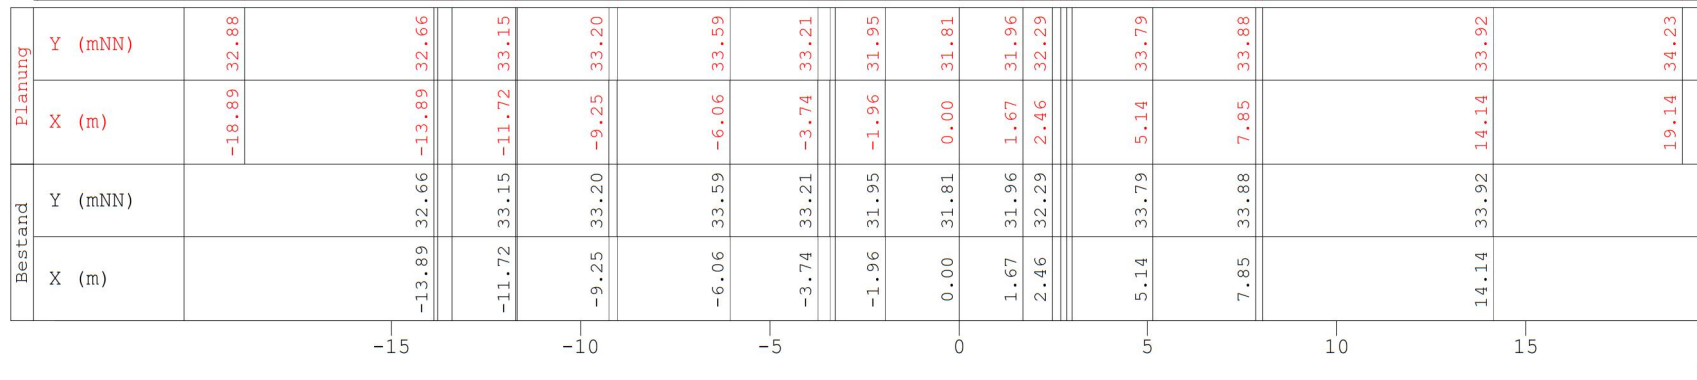 Planung
Y (mNN) 32.88 32.66 33.15 33.20 33.59 33.21 31.95 31.81 31.96 32.29 33.79 33.88 33.92 34.23
X (m) -18.89 -13.89 -11.72 -9.25 -6.06 -3.74 -1.96 0.00 1.67 2.46 5.14 7.85 14.14 19.14
Bestand
Y (mNN) 32.66 33.15 33.20 33.59 33.21 31.95 31.81 31.96 32.29 33.79 33.88 33.92
X (m) -13.89 -11.72 -9.25 -6.06 -3.74 -1.96 0.00 1.67 2.46 5.14 7.85 14.14
-15 -10 -5 0 5 10 15